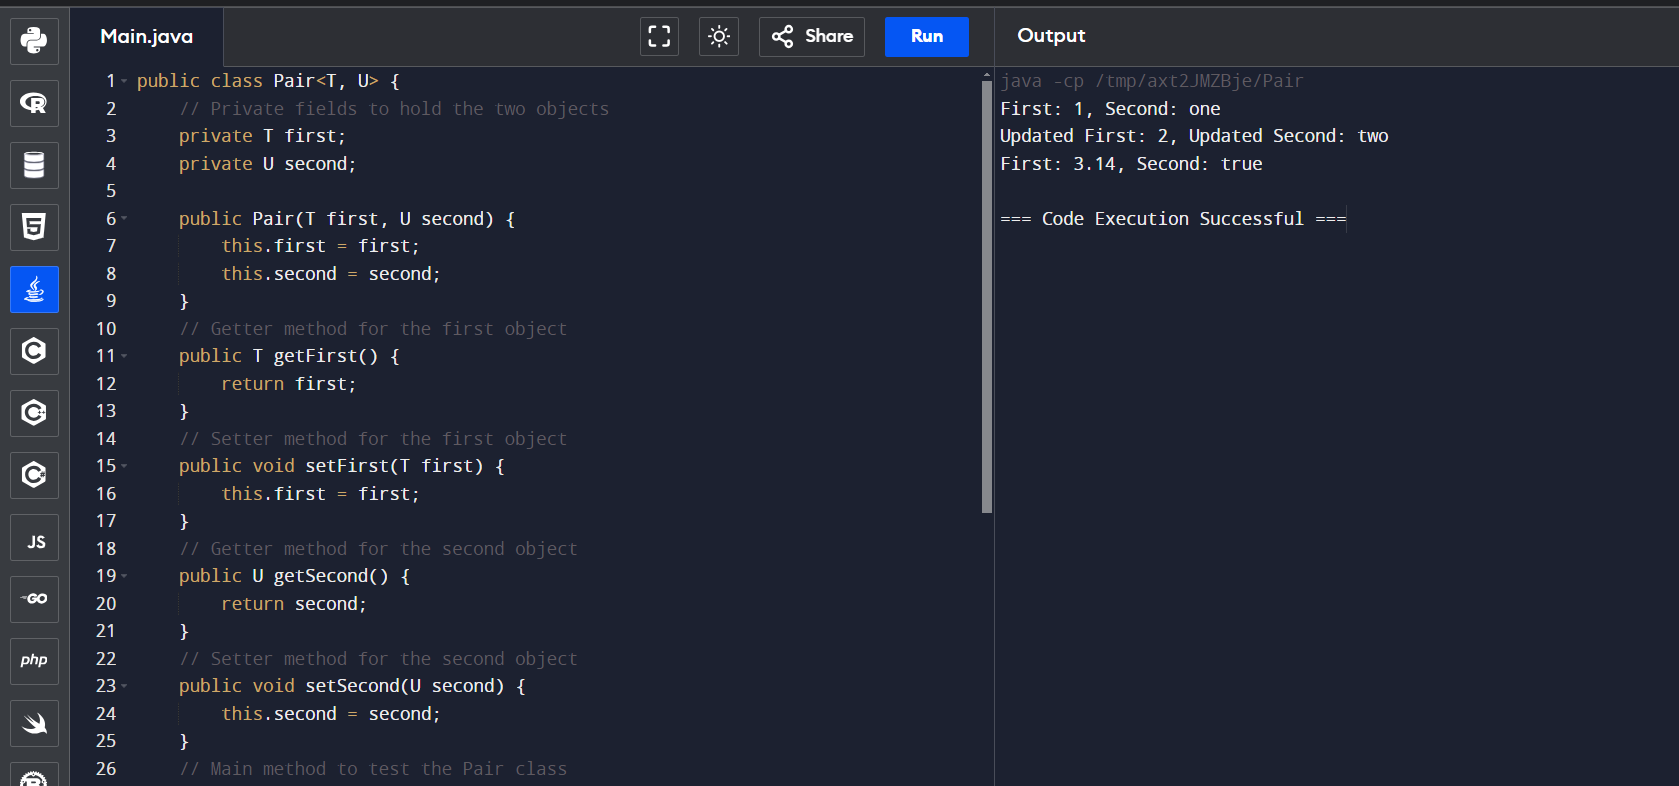 Main.java
Share
Run
Output
1 public class Pair<T, U> {
2     // Private fields to hold the two objects
3     private T first;
4     private U second;
5
6     public Pair(T first, U second) {
7         this.first = first;
8         this.second = second;
9     }
10     // Getter method for the first object
11     public T getFirst() {
12         return first;
13     }
14     // Setter method for the first object
15     public void setFirst(T first) {
16         this.first = first;
17     }
18     // Getter method for the second object
19     public U getSecond() {
20         return second;
21     }
22     // Setter method for the second object
23     public void setSecond(U second) {
24         this.second = second;
25     }
26     // Main method to test the Pair class
java -cp /tmp/axt2JMZBje/Pair
First: 1, Second: one
Updated First: 2, Updated Second: two
First: 3.14, Second: true
=== Code Execution Successful ===
R
5
C
C
C
JS
GO
php
R